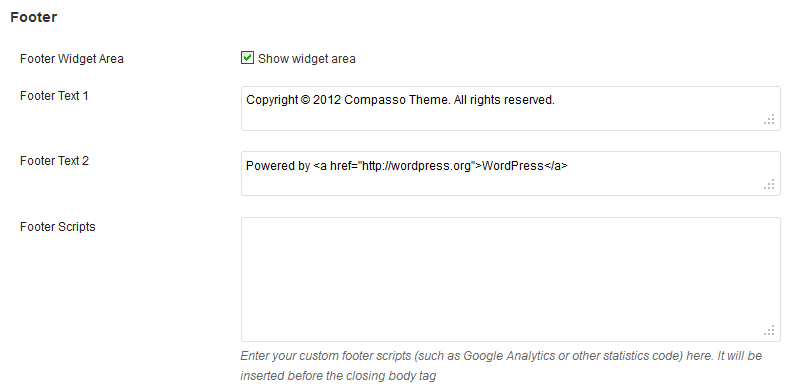 Footer
Footer Widget Area
Show widget area
Footer Text 1
Copyright © 2012 Compasso Theme. All rights reserved.
Footer Text 2
Powered by <a href="http://wordpress.org">WordPress</a>
Footer Scripts
Enter your custom footer scripts (such as Google Analytics or other statistics code) here. It will be
inserted before the closing body tag